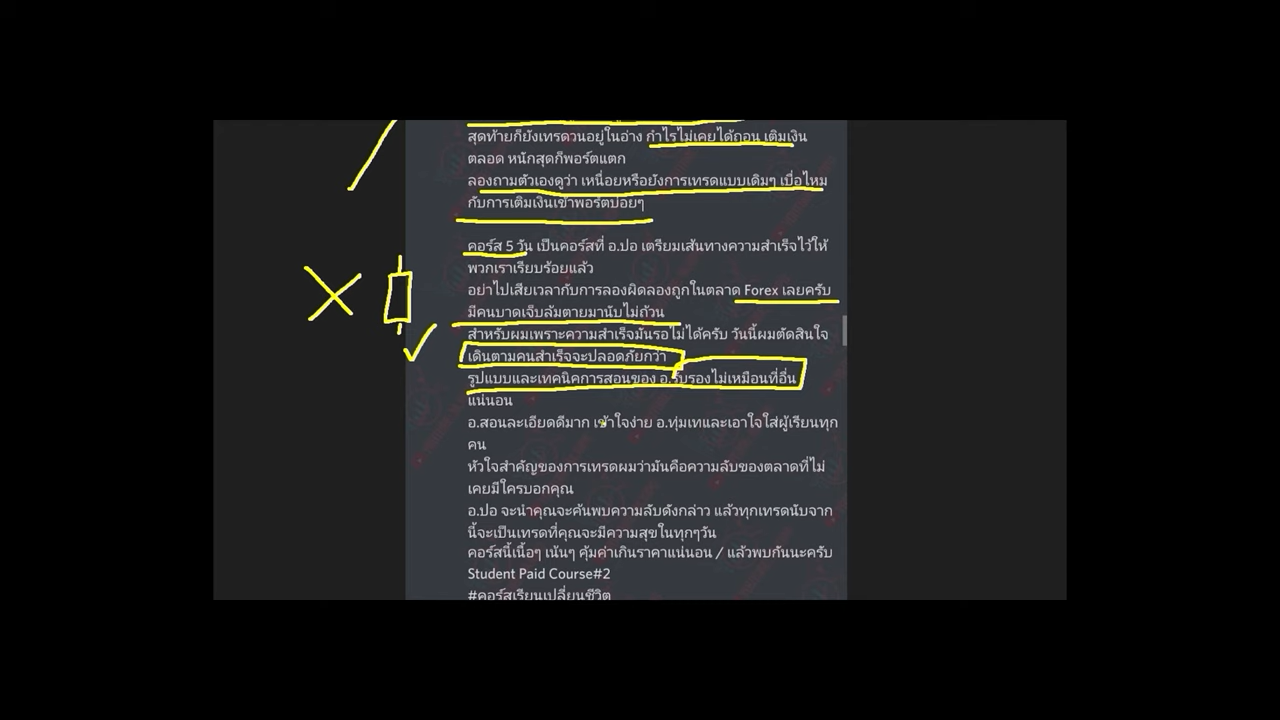 สุดท้ายก็ยังเทรดวนอยู่ในอ่าง กำไรไม่เคยได้ถอน เติมเงิน
ตลอด หนักสุดก็พอร์ตแตก
ลองถามตัวเองดูว่า เหนื่อยหรือยังการเทรดแบบเดิมๆ เบื่อไหม
กับการเติมเงินเข้าพอร์ตบ่อยๆ
คอร์ส 5 วัน เป็นคอร์สที่ อ.ปอ เตรียมเส้นทางความสำเร็จไว้ให้
พวกเราเรียบร้อยแล้ว
อย่าไปเสียเวลากับการลองผิดลองถูกในตลาด Forex เลยครับ
มีคนบาดเจ็บล้มตายมานับไม่ถ้วน
สำหรับผมเพราะความสำเร็จมันรอไม่ได้ครับ วันนี้ผมตัดสินใจ
เดินตามคนสำเร็จจะปลอดภัยกว่า
รูปแบบและเทคนิคการสอนของ อ.รับรองไม่เหมือนที่อื่น
แน่นอน
อ.สอนละเอียดดีมาก เข้าใจง่าย อ.ทุ่มเทและเอาใจใส่ผู้เรียนทุก
คน
หัวใจสำคัญของการเทรดผมว่ามันคือความลับของตลาดที่ไม่
เคยมีใครบอกคุณ
อ.ปอ จะนำคุณจะค้นพบความลับดังกล่าว แล้วทุกเทรดนับจาก
นี้จะเป็นเทรดที่คุณจะมีความสุขในทุกๆวัน
คอร์สนี้เนื้อๆ เน้นๆ คุ้มค่าเกินราคาแน่นอน / แล้วพบกันนะครับ
Student Paid Course#2
#คอร์สเรียนเปลี่ยนชีวิต